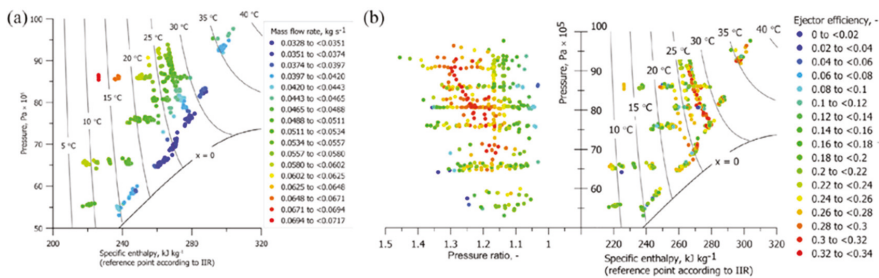 (a)
Pressure, Pa × 10⁵
100
90
80
70
60
50
5 °C
10 °C
15 °C
20 °C
25 °C
30 °C
35 °C
40 °C
x = 0
200
220
240
260
280
300
320
Specific enthalpy, kJ kg⁻¹
(reference point according to IIR)
Mass flow rate, kg s⁻¹
0.0328 to <0.0351
0.0351 to <0.0374
0.0374 to <0.0397
0.0397 to <0.0420
0.0420 to <0.0443
0.0443 to <0.0465
0.0465 to <0.0488
0.0488 to <0.0511
0.0511 to <0.0534
0.0534 to <0.0557
0.0557 to <0.0580
0.0580 to <0.0602
0.0602 to <0.0625
0.0625 to <0.0648
0.0648 to <0.0671
0.0671 to <0.0694
0.0694 to <0.0717
(b)
1.5
1.4
1.3
1.2
1.1
1
Pressure ratio, -
Pressure, Pa × 10⁵
100
90
80
70
60
5 °C
10 °C
15 °C
20 °C
25 °C
30 °C
35 °C
40 °C
x = 0
220
240
260
280
300
320
Specific enthalpy, kJ kg⁻¹
(reference point according to IIR)
Ejector efficiency, -
0 to <0.02
0.02 to <0.04
0.04 to <0.06
0.06 to <0.08
0.08 to <0.1
0.1 to <0.12
0.12 to <0.14
0.14 to <0.16
0.16 to <0.18
0.18 to <0.2
0.2 to <0.22
0.22 to <0.24
0.24 to <0.26
0.26 to <0.28
0.28 to <0.3
0.3 to <0.32
0.32 to <0.34